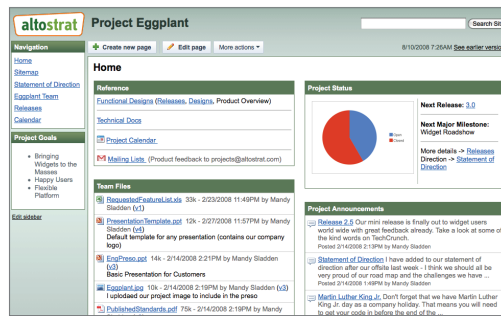 altostrat
Project Eggplant
Search Sit
Create new page
Edit page
More actions
8/10/2008 7:26AM See earlier versio
Navigation
Home
Sitemap
Statement of Direction
Eggplant Team
Releases
Calendar
Project Goals
Bringing
Widgets to the
Masses
Happy Users
Flexible
Platform
Edit sidebar
Home
Reference
Functional Designs (Releases, Designs, Product Overview)
Technical Docs
Project Calendar
Mailing Lists (Product feedback to projects@altostrat.com)
Team Files
RequestedFeatureList.xls 33k - 2/23/2008 11:49PM by Mandy
Sladden (v1)
PresentationTemplate.ppt 12k - 2/27/2008 11:57PM by Mandy
Sladden (v4)
Default template for any presentation (contains our company
logo)
EngPreso.ppt 14k - 2/14/2008 2:21PM by Mandy Sladden
(v3)
Basic Presentation for Customers
Eggplant.jpg 10k - 2/14/2008 2:19PM by Mandy Sladden (v3)
I uplodaed our project image to include in the preso
PublishedStandards.pdf 75k - 2/14/2008 2:19PM by Mandy
Project Status
Open
Closed
Next Release: 3.0
Next Major Milestone:
Widget Roadshow
More details -> Releases
Direction -> Statement of
Direction
Project Announcements
Release 2.5 Our mini release is finally out to widget users
world wide with great feedback already. Take a look at some of
the kind words on TechCrunch.
Posted 2/14/2008 2:13PM by Mandy Sladden
Statement of Direction I have added to our statement of
direction after our offsite last week - I think we should all be
very proud of our road map and the challenges we have ...
Posted 2/14/2008 1:49PM by Mandy Sladden
Martin Luther King Jr. Don't forget that we have Martin Luther
King Jr. day as a company holiday. That means you will need
to get your code in before the end of the ...